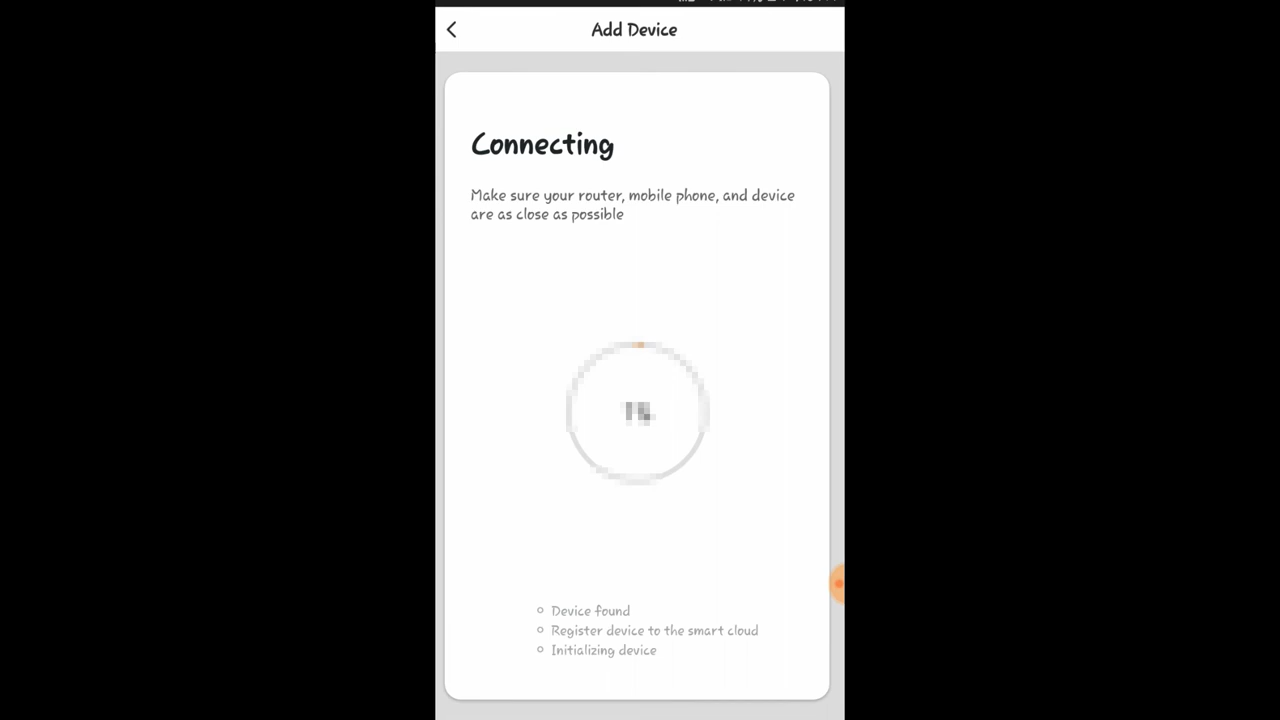 Add Device
Connecting
Make sure your router, mobile phone, and device
are as close as possible
Device found
Register device to the smart cloud
Initializing device